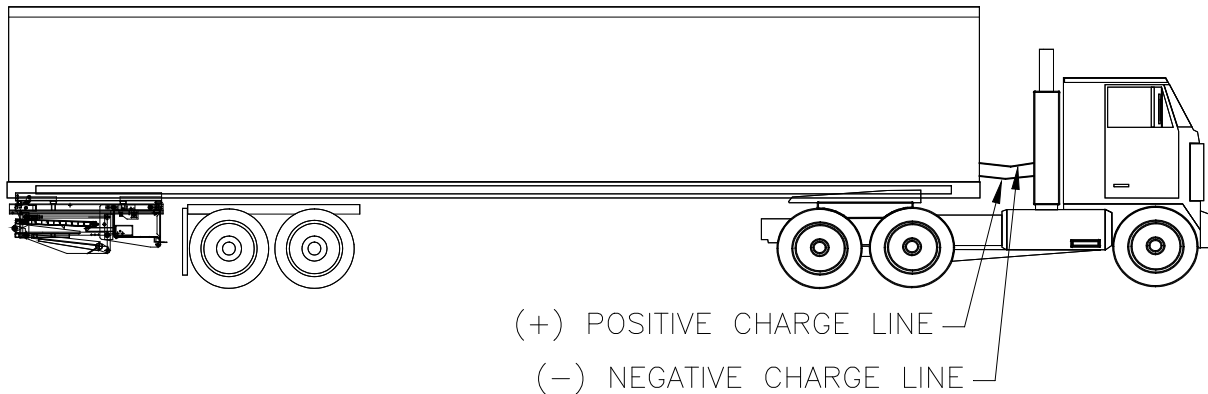 (+) POSITIVE CHARGE LINE
(−) NEGATIVE CHARGE LINE